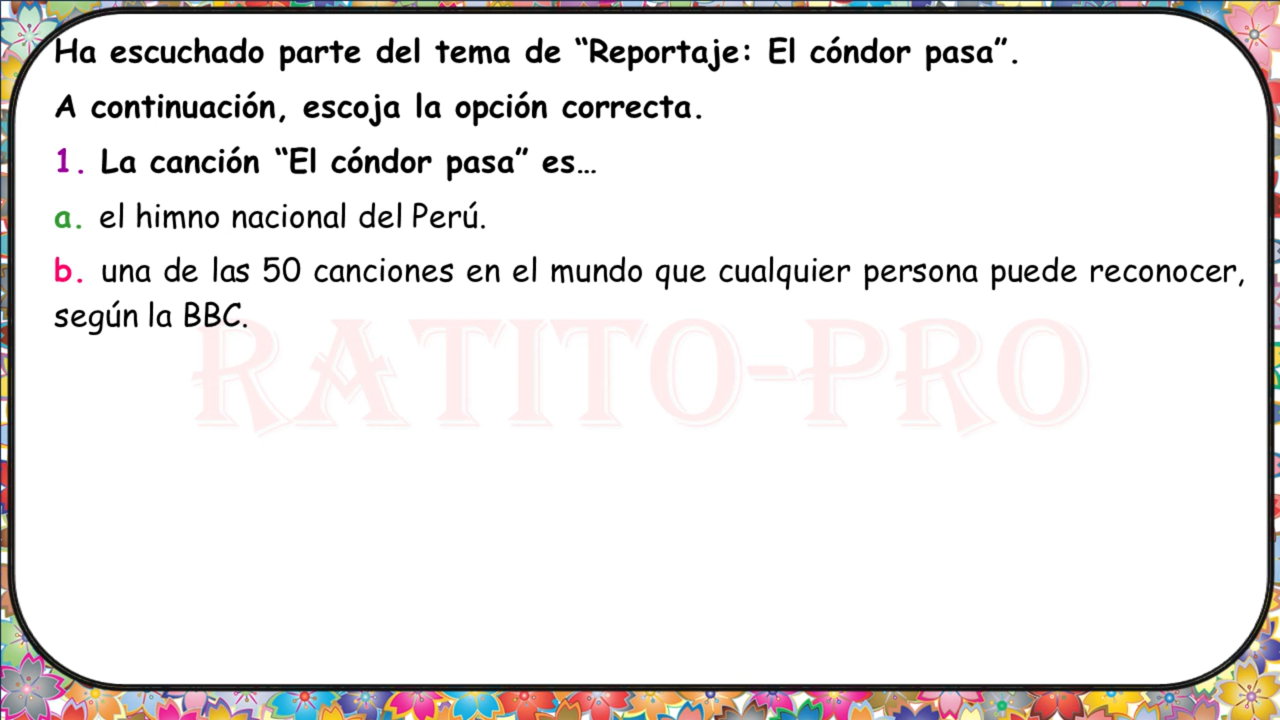 Ha escuchado parte del tema de “Reportaje: El cóndor pasa”.
A continuación, escoja la opción correcta.
1. La canción “El cóndor pasa” es…
a. el himno nacional del Perú.
b. una de las 50 canciones en el mundo que cualquier persona puede reconocer,
según la BBC.
RATITO-PRO